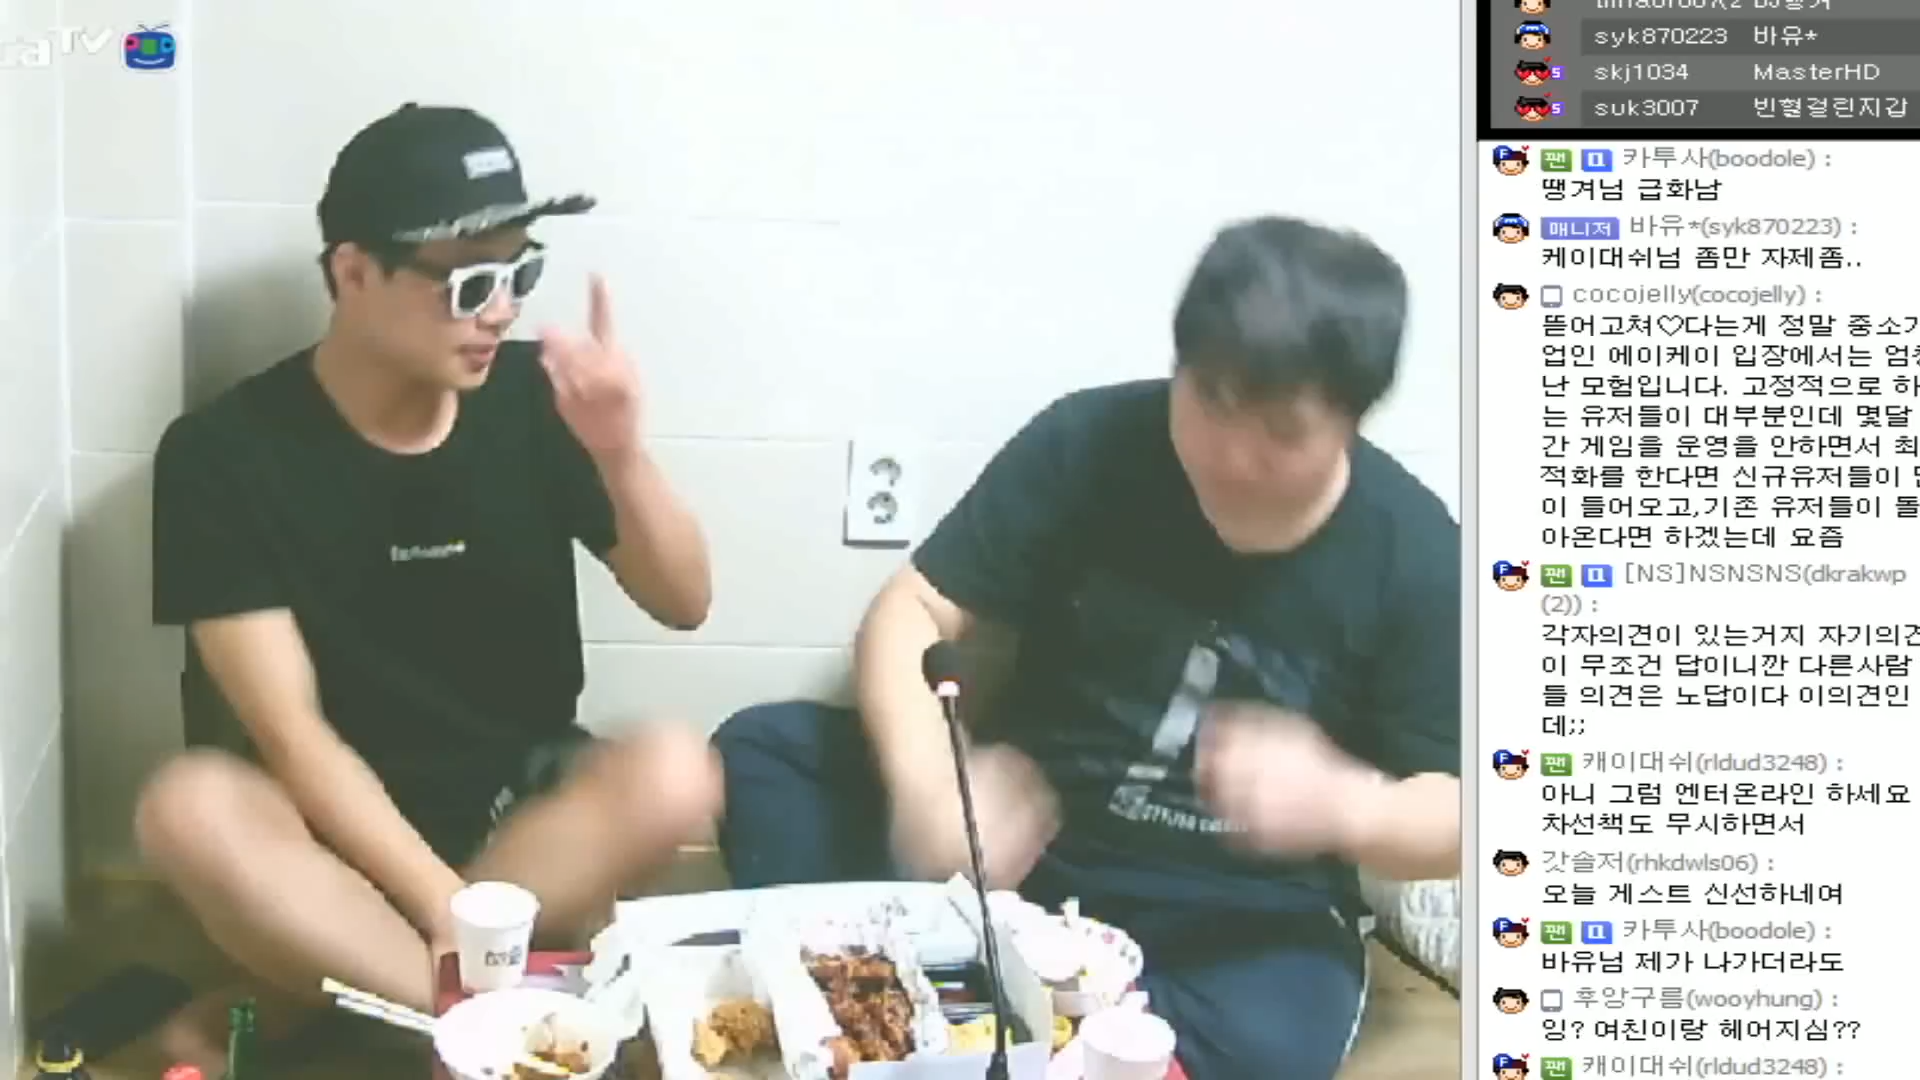 TV
syk870223 바유*
skj1034 MasterHD
suk3007 빈혈걸린지갑
팬 카투사(boodole) :
땡겨님 급화남
매니저 바유*(syk870223) :
케이대쉬님 좀만 자제좀..
cocojelly(cocojelly) :
뜯어고쳐♡다는게 정말 중소기
업인 에이케이 입장에서는 엄청
난 모험입니다. 고정적으로 하
는 유저들이 대부분인데 몇달
간 게임을 운영을 안하면서 최
적화를 한다면 신규유저들이 많
이 들어오고,기존 유저들이 돌
아온다면 하겠는데 요즘
팬 [NS]NSNSNS(dkrakwp
(2)) :
각자의견이 있는거지 자기의견
이 무조건 답이니깐 다른사람
들 의견은 노답이다 이의견인
데;;
팬 캐이대쉬(rldud3248) :
아니 그럼 엔터온라인 하세요
차선책도 무시하면서
갓솔저(rhkdwls06) :
오늘 게스트 신선하네여
팬 카투사(boodole) :
바유님 제가 나가더라도
후앙구름(wooyhung) :
잉? 여친이랑 헤어지심??
팬 캐이대쉬(rldud3248) :